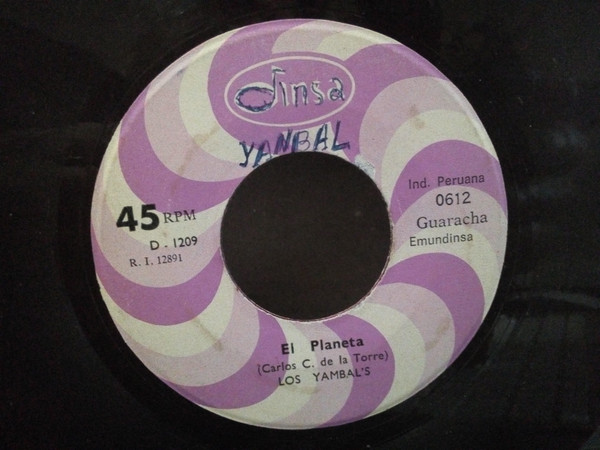 dinsa
YANBAL
45 RPM
D - 1209
R. I. 12891
Ind. Peruana
0612
Guaracha
Emundinsa
El Planeta
(Carlos C. de la Torre)
LOS YAMBAL'S